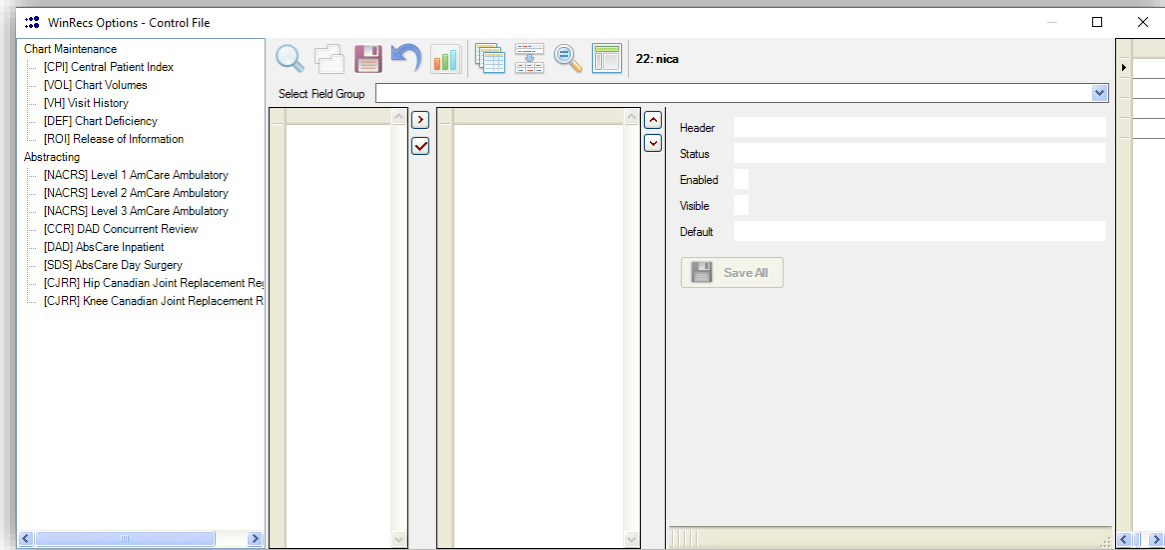 WinRecs Options - Control File
Chart Maintenance
[CPI] Central Patient Index
[VOL] Chart Volumes
[VH] Visit History
[DEF] Chart Deficiency
[ROI] Release of Information
Abstracting
[NACRS] Level 1 AmCare Ambulatory
[NACRS] Level 2 AmCare Ambulatory
[NACRS] Level 3 AmCare Ambulatory
[CCR] DAD Concurrent Review
[DAD] AbsCare Inpatient
[SDS] AbsCare Day Surgery
[CJRR] Hip Canadian Joint Replacement Reg
[CJRR] Knee Canadian Joint Replacement R
22: nica
Select Field Group
Header
Status
Enabled
Visible
Default
Save All